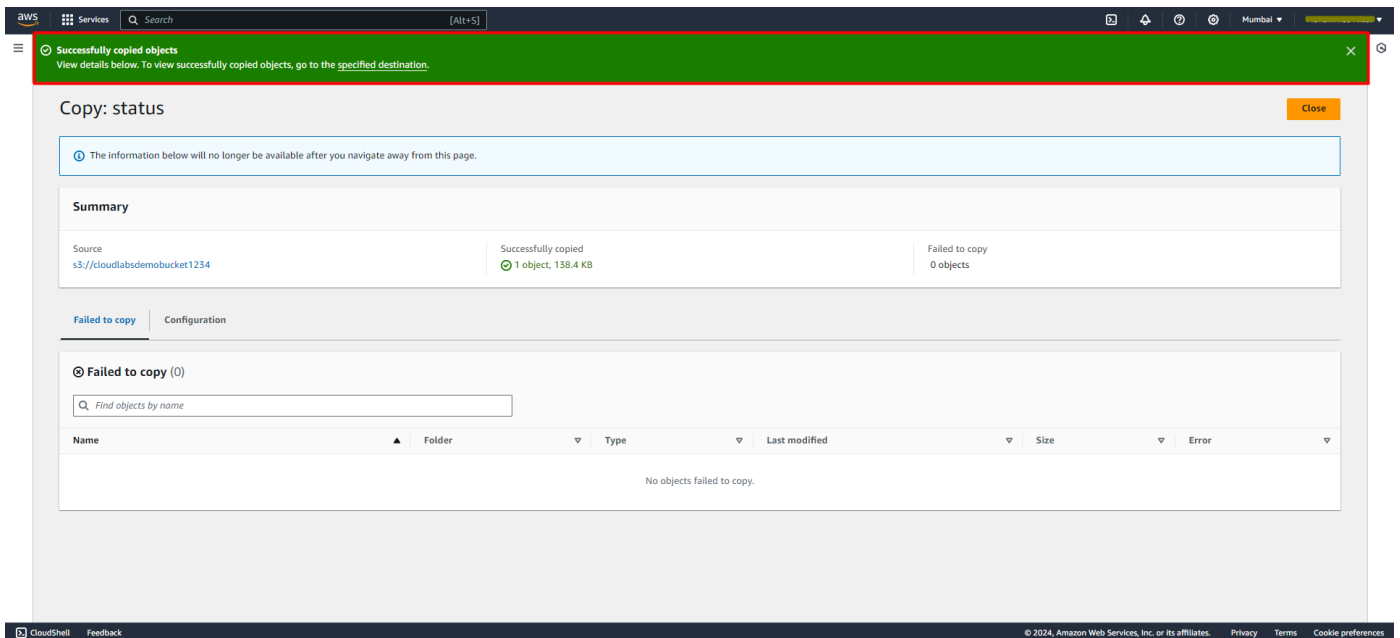 aws Services Search [Alt+S] Mumbai
Successfully copied objects
View details below. To view successfully copied objects, go to the specified destination.
Copy: status Close
The information below will no longer be available after you navigate away from this page.
Summary
Source Successfully copied Failed to copy
s3://cloudlabsdemobucket1234 1 object, 138.4 KB 0 objects
Failed to copy Configuration
Failed to copy (0)
Find objects by name
Name Folder Type Last modified Size Error
No objects failed to copy.
CloudShell Feedback © 2024, Amazon Web Services, Inc. or its affiliates. Privacy Terms Cookie preferences